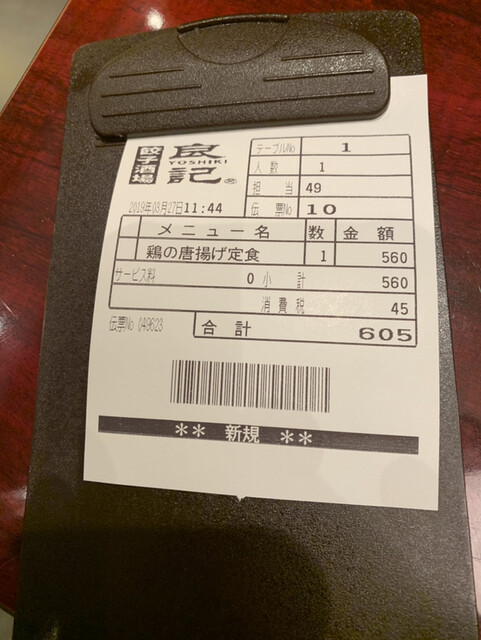 餃子酒場
良記
YOSHIKI®
テーブルNo 1
人数 1
担当 49
2019年03月27日11:44
伝票No 10
メニュー名 数 金額
鶏の唐揚げ定食 1 560
サービス料 0 小計 560
消費税 45
伝票No 049623
合計 605
** 新規 **